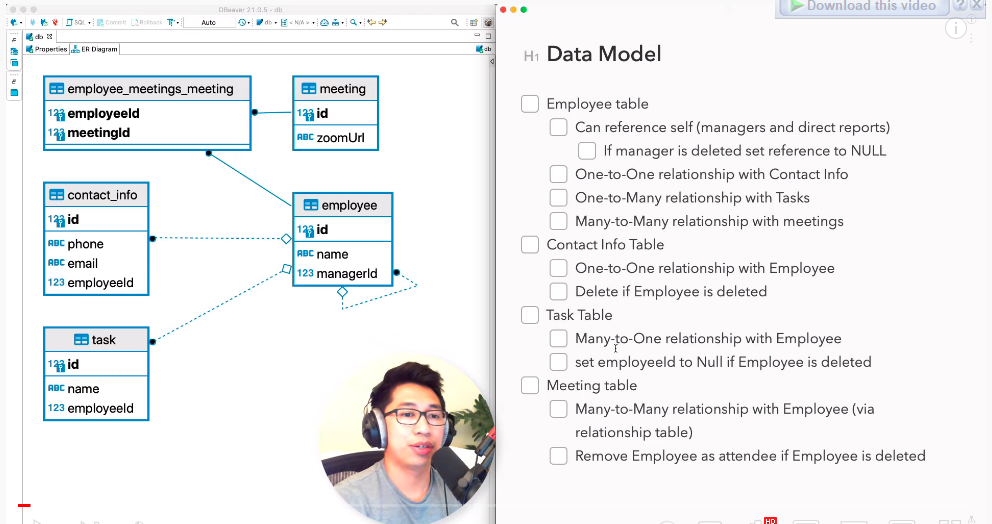 DBeaver 21.0.5 - db
SQL
Commit
Rollback
T
Auto
db
< N/A >
db
Properties
ER Diagram
db
employee_meetings_meeting
123 employeeId
123 meetingId
meeting
123 id
ABC zoomUrl
contact_info
123 id
ABC phone
ABC email
123 employeeId
employee
123 id
ABC name
123 managerId
task
123 id
ABC name
123 employeeId
Download this video
?
X
i
H1 Data Model
Employee table
Can reference self (managers and direct reports)
If manager is deleted set reference to NULL
One-to-One relationship with Contact Info
One-to-Many relationship with Tasks
Many-to-Many relationship with meetings
Contact Info Table
One-to-One relationship with Employee
Delete if Employee is deleted
Task Table
Many-to-One relationship with Employee
set employeeId to Null if Employee is deleted
Meeting table
Many-to-Many relationship with Employee (via
relationship table)
Remove Employee as attendee if Employee is deleted
HD